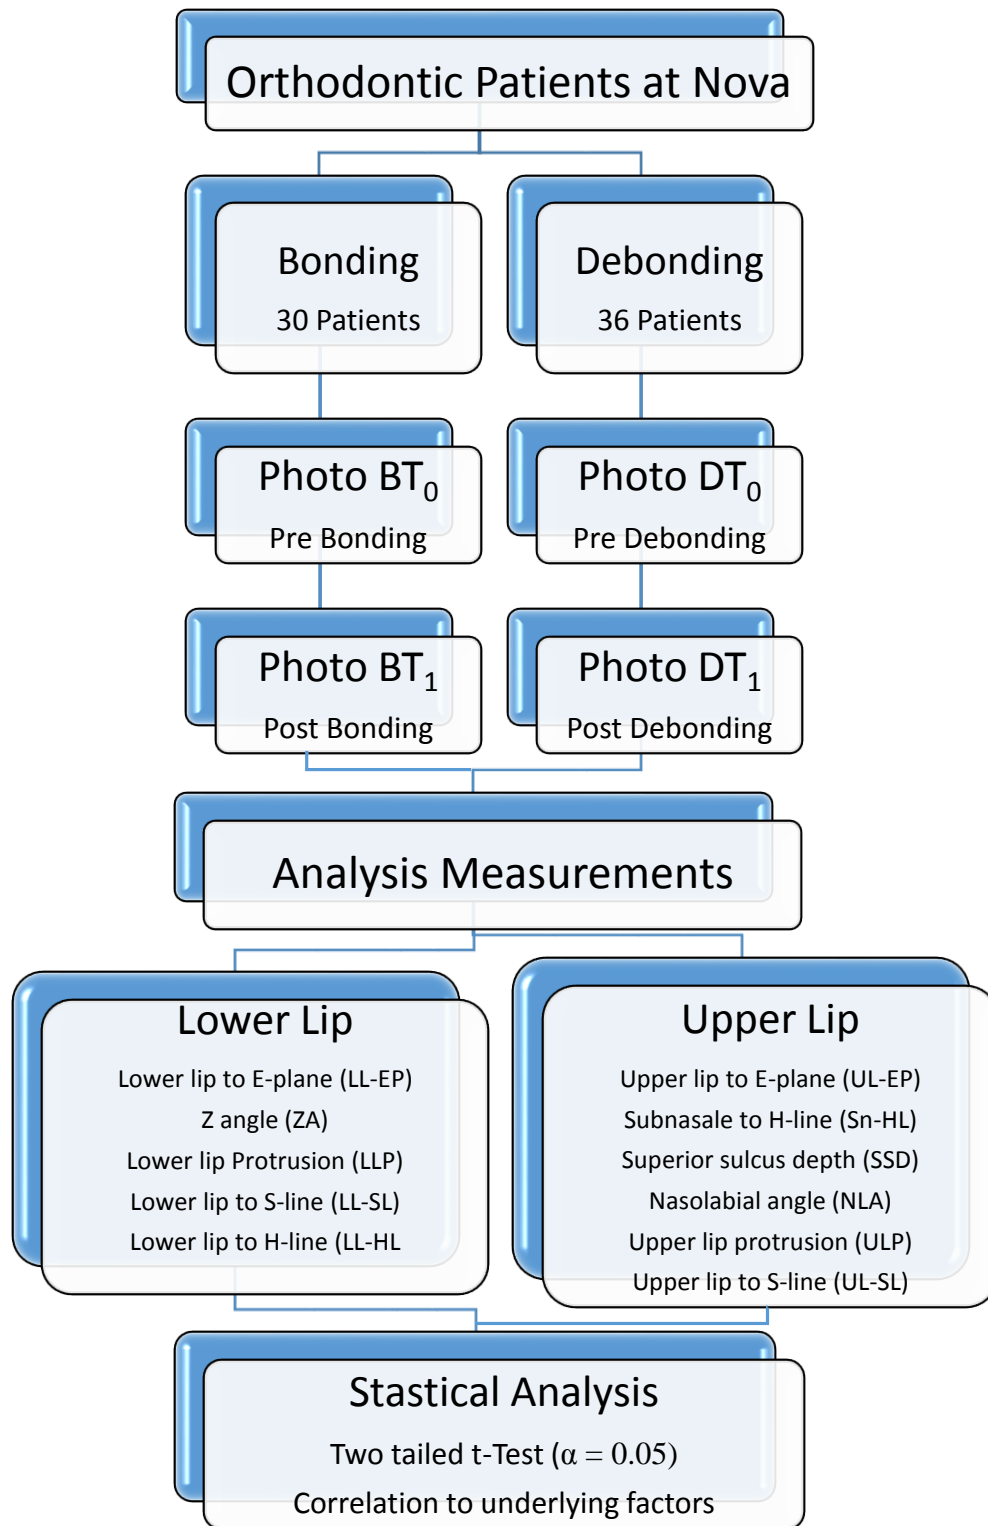 Orthodontic Patients at Nova
Bonding
30 Patients
Debonding
36 Patients
Photo BT₀
Pre Bonding
Photo DT₀
Pre Debonding
Photo BT₁
Post Bonding
Photo DT₁
Post Debonding
Analysis Measurements
Lower Lip
Lower lip to E-plane (LL-EP)
Z angle (ZA)
Lower lip Protrusion (LLP)
Lower lip to S-line (LL-SL)
Lower lip to H-line (LL-HL
Upper Lip
Upper lip to E-plane (UL-EP)
Subnasale to H-line (Sn-HL)
Superior sulcus depth (SSD)
Nasolabial angle (NLA)
Upper lip protrusion (ULP)
Upper lip to S-line (UL-SL)
Stastical Analysis
Two tailed t-Test (α = 0.05)
Correlation to underlying factors